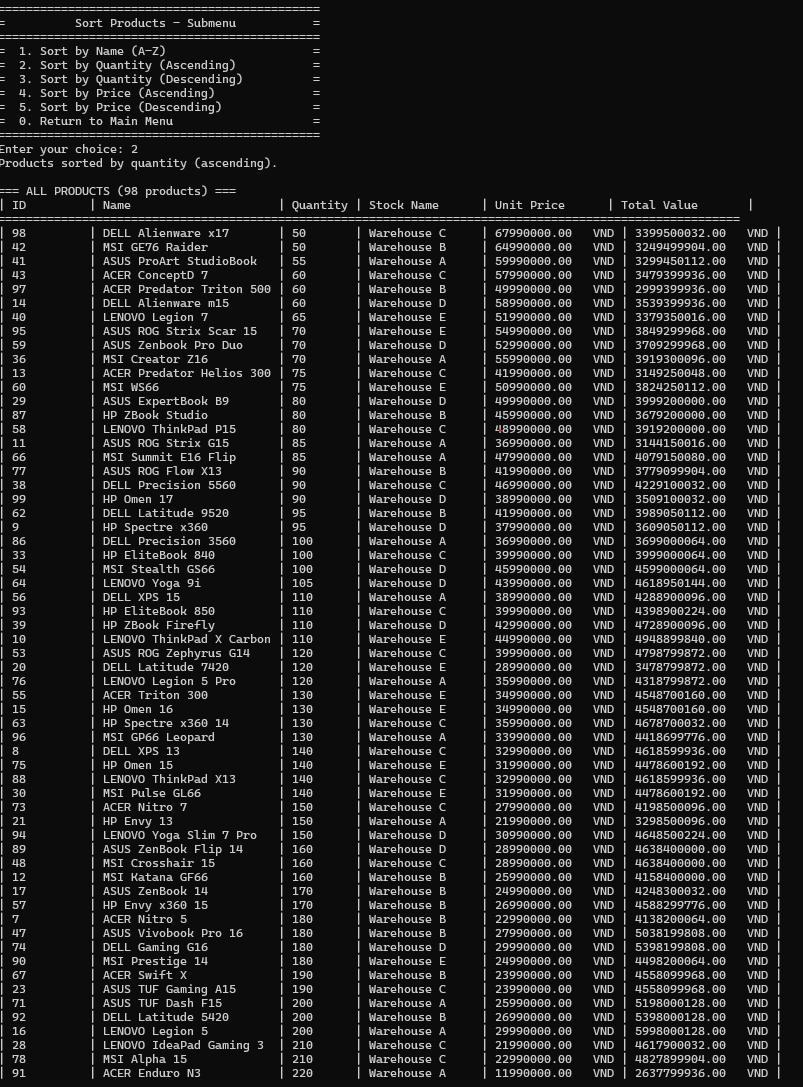 ==============================================
=          Sort Products - Submenu           =
==============================================
=  1. Sort by Name (A-Z)                     =
=  2. Sort by Quantity (Ascending)           =
=  3. Sort by Quantity (Descending)          =
=  4. Sort by Price (Ascending)              =
=  5. Sort by Price (Descending)             =
=  0. Return to Main Menu                    =
==============================================
Enter your choice: 2
Products sorted by quantity (ascending).
=== ALL PRODUCTS (98 products) ===
| ID | Name | Quantity | Stock Name | Unit Price | Total Value |
==========================================================================================================
| 98 | DELL Alienware x17 | 50 | Warehouse C | 67990000.00 VND | 3399500032.00 VND |
| 42 | MSI GE76 Raider | 50 | Warehouse B | 64990000.00 VND | 3249499904.00 VND |
| 41 | ASUS ProArt StudioBook | 55 | Warehouse A | 59990000.00 VND | 3299450112.00 VND |
| 43 | ACER ConceptD 7 | 60 | Warehouse C | 57990000.00 VND | 3479399936.00 VND |
| 97 | ACER Predator Triton 500 | 60 | Warehouse B | 49990000.00 VND | 2999399936.00 VND |
| 14 | DELL Alienware m15 | 60 | Warehouse D | 58990000.00 VND | 3539399936.00 VND |
| 40 | LENOVO Legion 7 | 65 | Warehouse E | 51990000.00 VND | 3379350016.00 VND |
| 95 | ASUS ROG Strix Scar 15 | 70 | Warehouse E | 54990000.00 VND | 3849299968.00 VND |
| 59 | ASUS Zenbook Pro Duo | 70 | Warehouse D | 52990000.00 VND | 3709299968.00 VND |
| 36 | MSI Creator Z16 | 70 | Warehouse A | 55990000.00 VND | 3919300096.00 VND |
| 13 | ACER Predator Helios 300 | 75 | Warehouse C | 41990000.00 VND | 3149250048.00 VND |
| 60 | MSI WS66 | 75 | Warehouse E | 50990000.00 VND | 3824250112.00 VND |
| 29 | ASUS ExpertBook B9 | 80 | Warehouse D | 49990000.00 VND | 3999200000.00 VND |
| 87 | HP ZBook Studio | 80 | Warehouse B | 45990000.00 VND | 3679200000.00 VND |
| 58 | LENOVO ThinkPad P15 | 80 | Warehouse C | 48990000.00 VND | 3919200000.00 VND |
| 11 | ASUS ROG Strix G15 | 85 | Warehouse A | 36990000.00 VND | 3144150016.00 VND |
| 66 | MSI Summit E16 Flip | 85 | Warehouse A | 47990000.00 VND | 4079150080.00 VND |
| 77 | ASUS ROG Flow X13 | 90 | Warehouse B | 41990000.00 VND | 3779099904.00 VND |
| 38 | DELL Precision 5560 | 90 | Warehouse C | 46990000.00 VND | 4229100032.00 VND |
| 99 | HP Omen 17 | 90 | Warehouse D | 38990000.00 VND | 3509100032.00 VND |
| 62 | DELL Latitude 9520 | 95 | Warehouse B | 41990000.00 VND | 3989050112.00 VND |
| 9 | HP Spectre x360 | 95 | Warehouse D | 37990000.00 VND | 3609050112.00 VND |
| 86 | DELL Precision 3560 | 100 | Warehouse A | 36990000.00 VND | 3699000064.00 VND |
| 33 | HP EliteBook 840 | 100 | Warehouse C | 39990000.00 VND | 3999000064.00 VND |
| 54 | MSI Stealth GS66 | 100 | Warehouse D | 45990000.00 VND | 4599000064.00 VND |
| 64 | LENOVO Yoga 9i | 105 | Warehouse D | 43990000.00 VND | 4618950144.00 VND |
| 56 | DELL XPS 15 | 110 | Warehouse A | 38990000.00 VND | 4288900096.00 VND |
| 93 | HP EliteBook 850 | 110 | Warehouse C | 39990000.00 VND | 4398900224.00 VND |
| 39 | HP ZBook Firefly | 110 | Warehouse D | 42990000.00 VND | 4728900096.00 VND |
| 10 | LENOVO ThinkPad X Carbon | 110 | Warehouse E | 44990000.00 VND | 4948899840.00 VND |
| 53 | ASUS ROG Zephyrus G14 | 120 | Warehouse C | 39990000.00 VND | 4798799872.00 VND |
| 20 | DELL Latitude 7420 | 120 | Warehouse E | 28990000.00 VND | 3478799872.00 VND |
| 76 | LENOVO Legion 5 Pro | 120 | Warehouse A | 35990000.00 VND | 4318799872.00 VND |
| 55 | ACER Triton 300 | 130 | Warehouse E | 34990000.00 VND | 4548700160.00 VND |
| 15 | HP Omen 16 | 130 | Warehouse E | 34990000.00 VND | 4548700160.00 VND |
| 63 | HP Spectre x360 14 | 130 | Warehouse C | 35990000.00 VND | 4678700032.00 VND |
| 96 | MSI GP66 Leopard | 130 | Warehouse A | 33990000.00 VND | 4418699776.00 VND |
| 8 | DELL XPS 13 | 140 | Warehouse C | 32990000.00 VND | 4618599936.00 VND |
| 75 | HP Omen 15 | 140 | Warehouse E | 31990000.00 VND | 4478600192.00 VND |
| 88 | LENOVO ThinkPad X13 | 140 | Warehouse C | 32990000.00 VND | 4618599936.00 VND |
| 30 | MSI Pulse GL66 | 140 | Warehouse E | 31990000.00 VND | 4478600192.00 VND |
| 73 | ACER Nitro 7 | 150 | Warehouse C | 27990000.00 VND | 4198500096.00 VND |
| 21 | HP Envy 13 | 150 | Warehouse A | 21990000.00 VND | 3298500096.00 VND |
| 94 | LENOVO Yoga Slim 7 Pro | 150 | Warehouse D | 30990000.00 VND | 4648500224.00 VND |
| 89 | ASUS ZenBook Flip 14 | 160 | Warehouse D | 28990000.00 VND | 4638400000.00 VND |
| 48 | MSI Crosshair 15 | 160 | Warehouse C | 28990000.00 VND | 4638400000.00 VND |
| 12 | MSI Katana GF66 | 160 | Warehouse B | 25990000.00 VND | 4158400000.00 VND |
| 17 | ASUS ZenBook 14 | 170 | Warehouse B | 24990000.00 VND | 4248300032.00 VND |
| 57 | HP Envy x360 15 | 170 | Warehouse B | 26990000.00 VND | 4588299776.00 VND |
| 7 | ACER Nitro 5 | 180 | Warehouse B | 22990000.00 VND | 4138200064.00 VND |
| 47 | ASUS Vivobook Pro 16 | 180 | Warehouse B | 27990000.00 VND | 5038199808.00 VND |
| 74 | DELL Gaming G16 | 180 | Warehouse D | 29990000.00 VND | 5398199808.00 VND |
| 90 | MSI Prestige 14 | 180 | Warehouse E | 24990000.00 VND | 4498200064.00 VND |
| 67 | ACER Swift X | 190 | Warehouse B | 23990000.00 VND | 4558099968.00 VND |
| 23 | ASUS TUF Gaming A15 | 190 | Warehouse C | 23990000.00 VND | 4558099968.00 VND |
| 71 | ASUS TUF Dash F15 | 200 | Warehouse A | 25990000.00 VND | 5198000128.00 VND |
| 92 | DELL Latitude 5420 | 200 | Warehouse B | 26990000.00 VND | 5398000128.00 VND |
| 16 | LENOVO Legion 5 | 200 | Warehouse A | 29990000.00 VND | 5998000128.00 VND |
| 28 | LENOVO IdeaPad Gaming 3 | 210 | Warehouse C | 21990000.00 VND | 4617900032.00 VND |
| 78 | MSI Alpha 15 | 210 | Warehouse C | 22990000.00 VND | 4827899904.00 VND |
| 91 | ACER Enduro N3 | 220 | Warehouse A | 11990000.00 VND | 2637799936.00 VND |